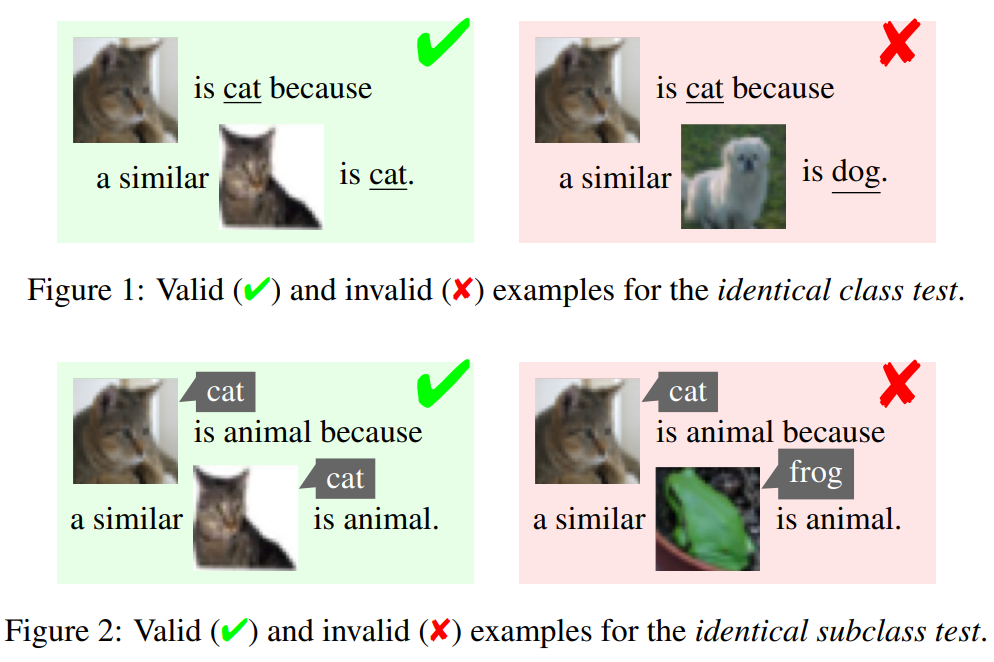 is cat because
a similar is cat.
is cat because
a similar is dog.
Figure 1: Valid (✔) and invalid (✘) examples for the identical class test.
cat
is animal because
cat
a similar is animal.
cat
is animal because
frog
a similar is animal.
Figure 2: Valid (✔) and invalid (✘) examples for the identical subclass test.